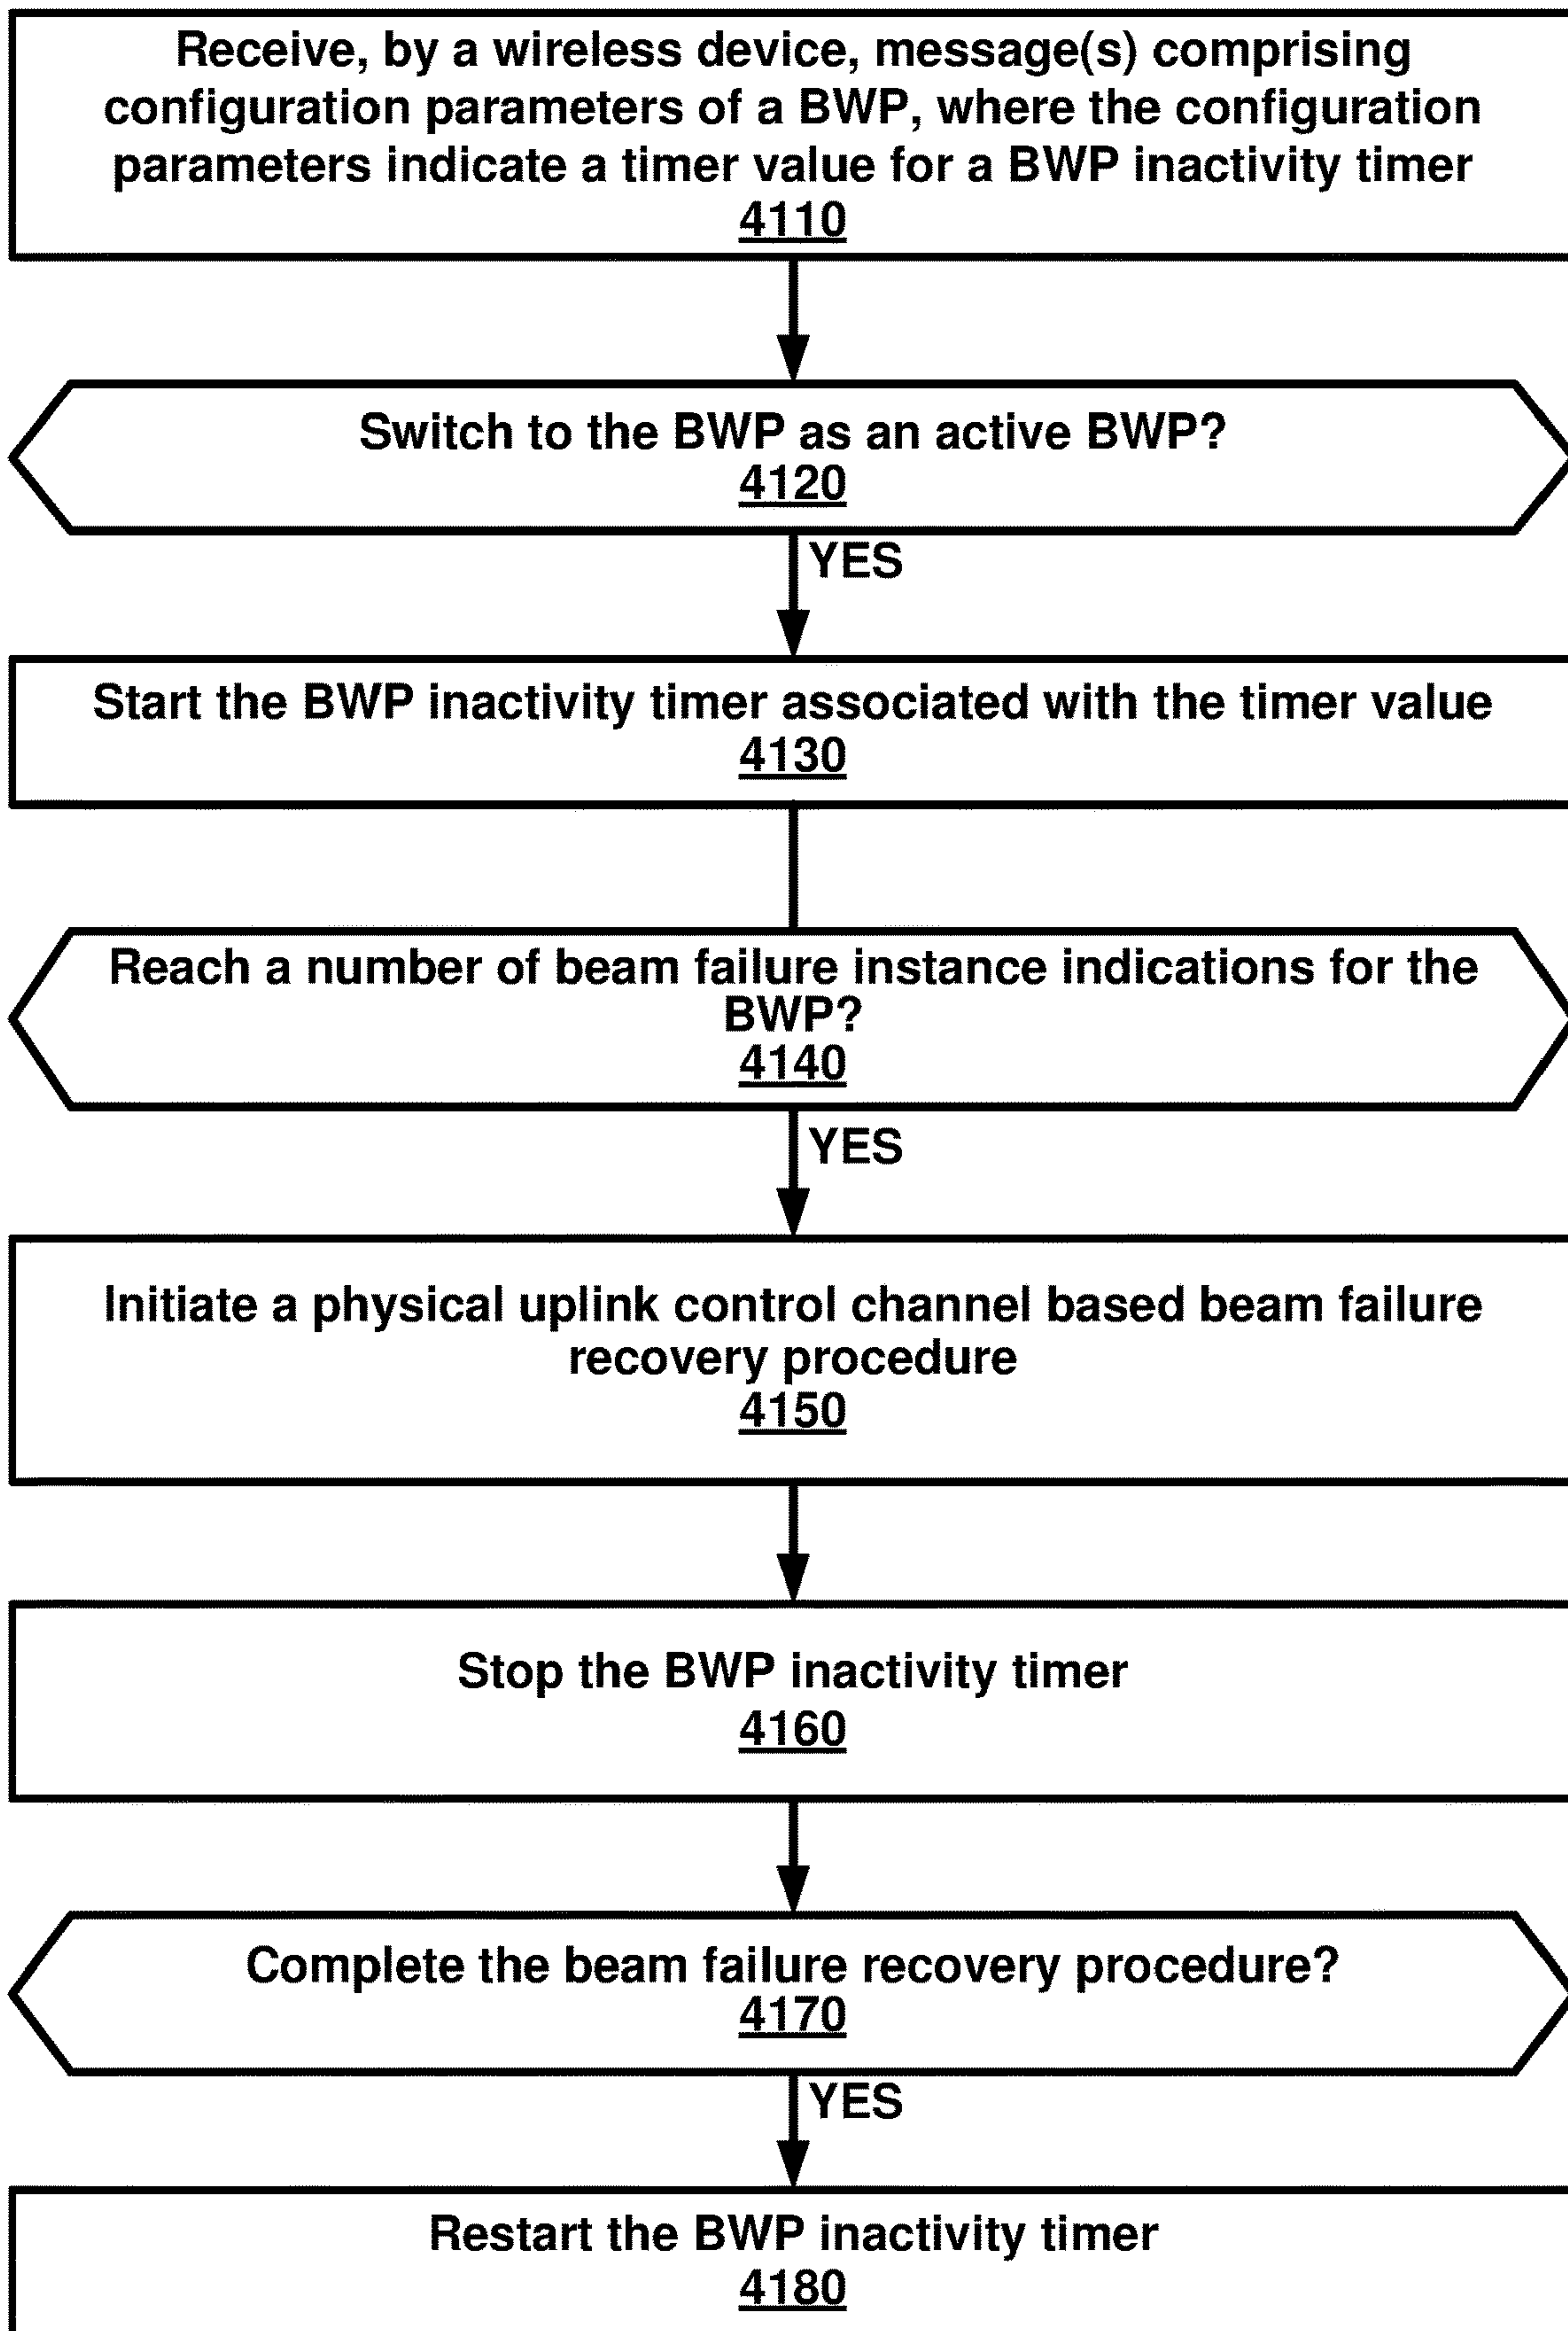 Receive, by a wireless device, message(s) comprising
configuration parameters of a BWP, where the configuration
parameters indicate a timer value for a BWP inactivity timer
4110
Switch to the BWP as an active BWP?
4120
YES
Start the BWP inactivity timer associated with the timer value
4130
Reach a number of beam failure instance indications for the
BWP?
4140
YES
Initiate a physical uplink control channel based beam failure
recovery procedure
4150
Stop the BWP inactivity timer
4160
Complete the beam failure recovery procedure?
4170
YES
Restart the BWP inactivity timer
4180